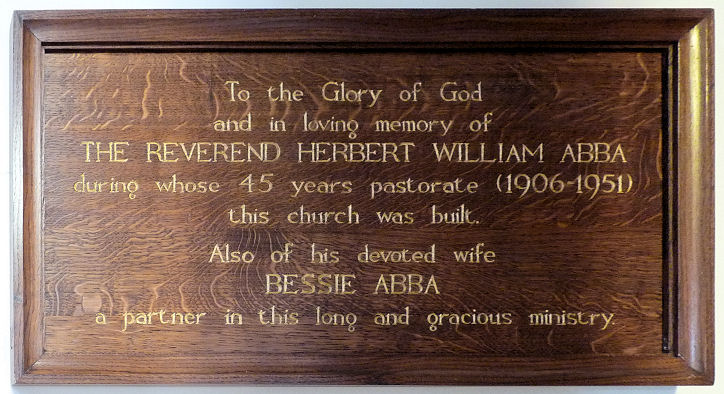 To the Glory of God
and in loving memory of
THE REVEREND HERBERT WILLIAM ABBA
during whose 45 years pastorate (1906-1951)
this church was built.
Also of his devoted wife
BESSIE ABBA
a partner in this long and gracious ministry.